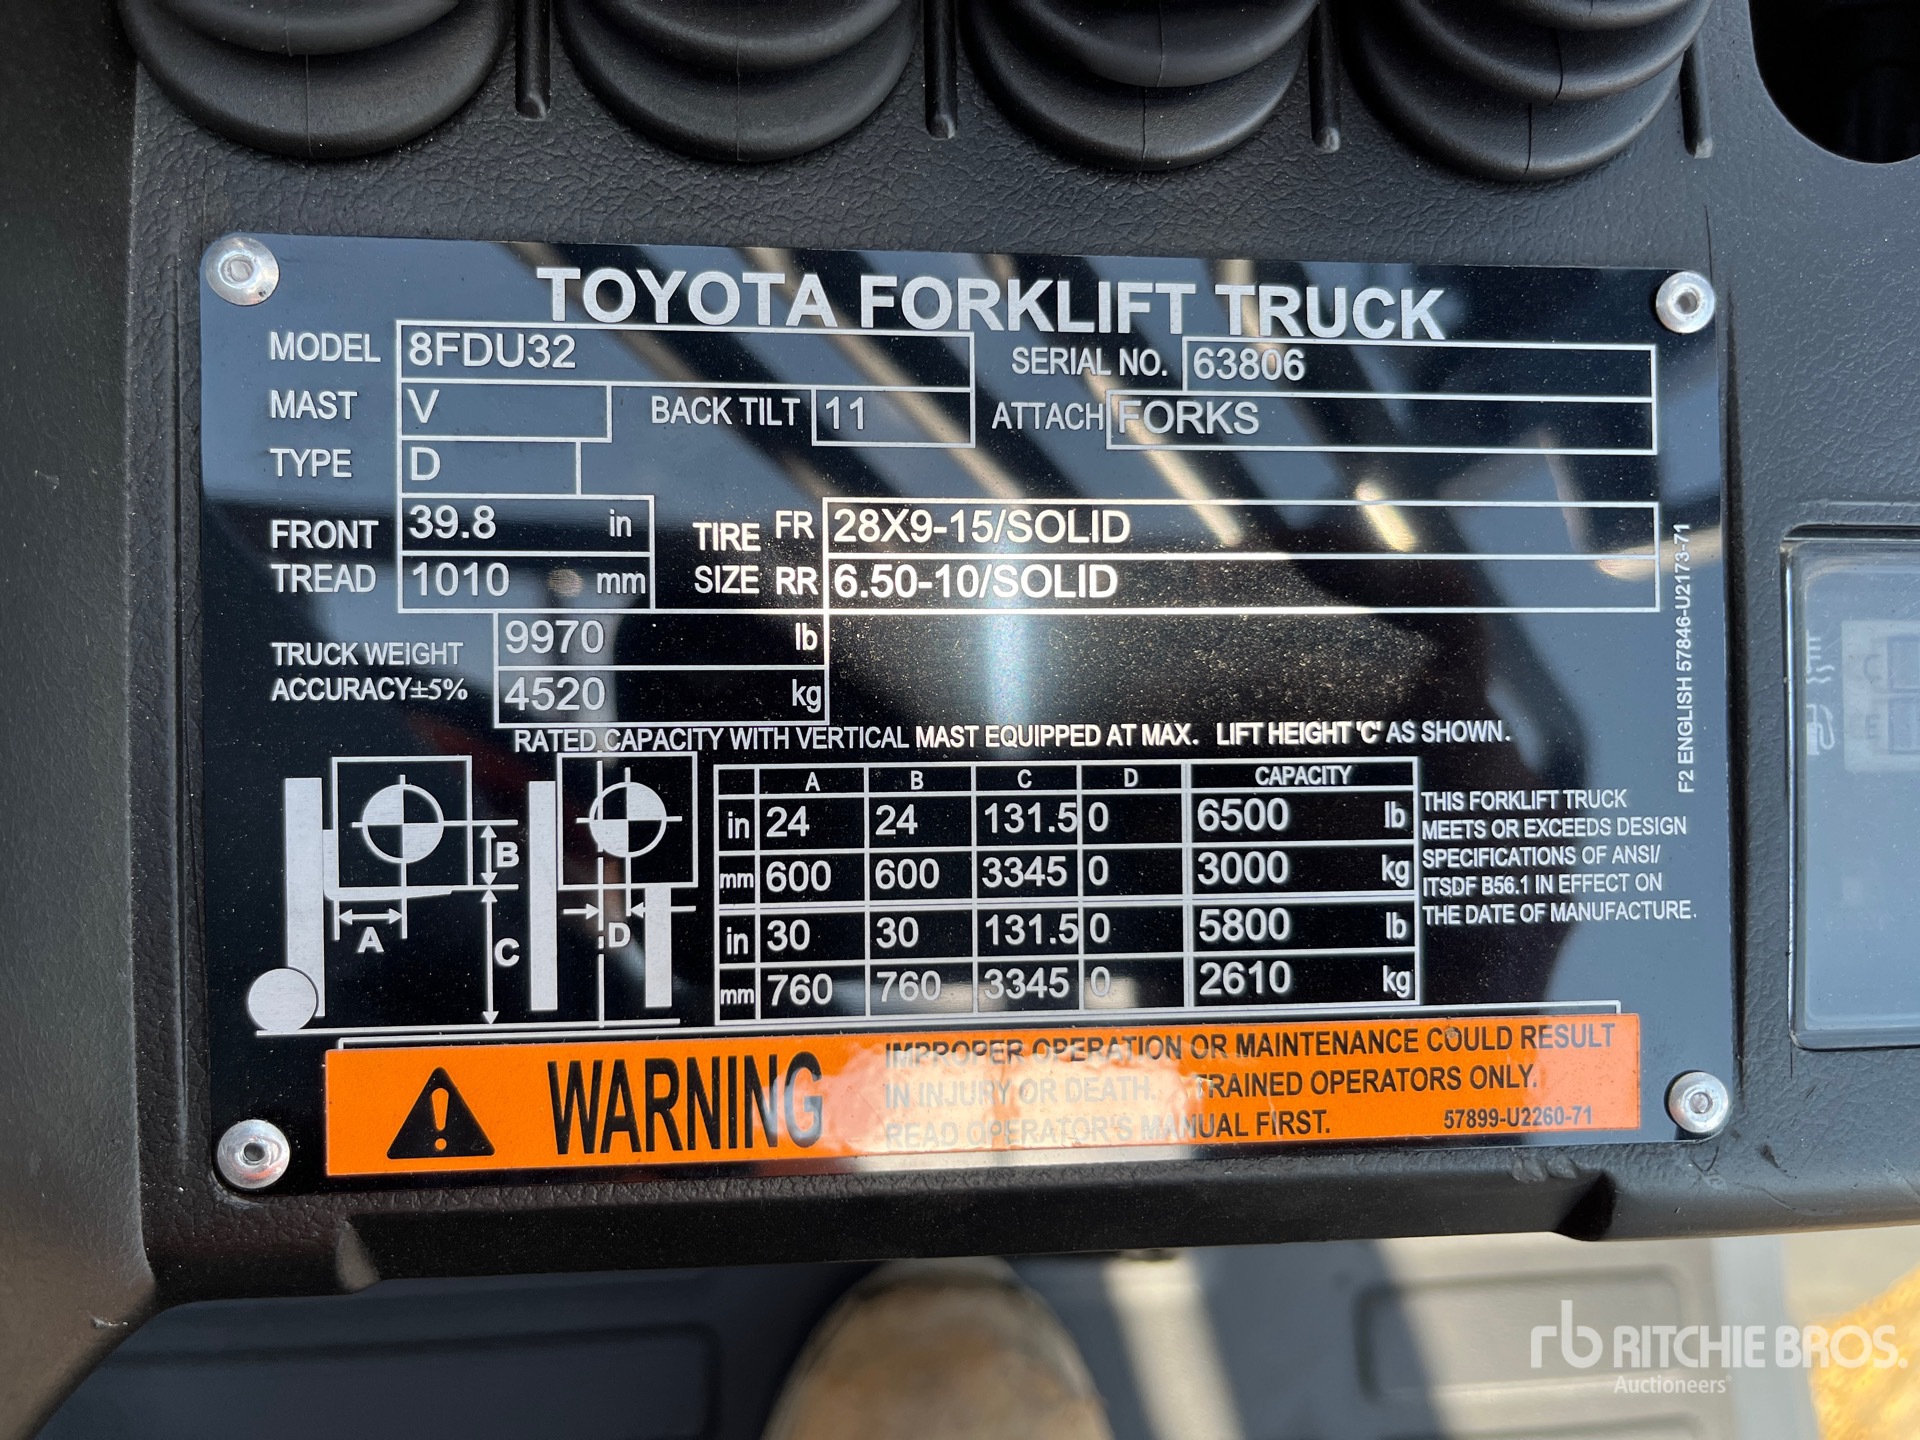 TOYOTA FORKLIFT TRUCK
MODEL 8FDU32 SERIAL NO. 63806
MAST V BACK TILT 11 ATTACH FORKS
TYPE D
FRONT TREAD 39.8 in
1010 mm
TIRE SIZE FR 28X9-15/SOLID
RR 6.50-10/SOLID
TRUCK WEIGHT 9970 lb
ACCURACY±5% 4520 kg
RATED CAPACITY WITH VERTICAL MAST EQUIPPED AT MAX. LIFT HEIGHT 'C' AS SHOWN.
A B C D CAPACITY
in 24 24 131.5 0 6500 lb
mm 600 600 3345 0 3000 kg
in 30 30 131.5 0 5800 lb
mm 760 760 3345 0 2610 kg
B
A
C
D
THIS FORKLIFT TRUCK
MEETS OR EXCEEDS DESIGN
SPECIFICATIONS OF ANSI/
ITSDF B56.1 IN EFFECT ON
THE DATE OF MANUFACTURE.
F2 ENGLISH 57846-U2173-71
WARNING
IMPROPER OPERATION OR MAINTENANCE COULD RESULT
IN INJURY OR DEATH. TRAINED OPERATORS ONLY.
READ OPERATOR'S MANUAL FIRST. 57899-U2260-71
F
E
rb RITCHIE BROS.
Auctioneers